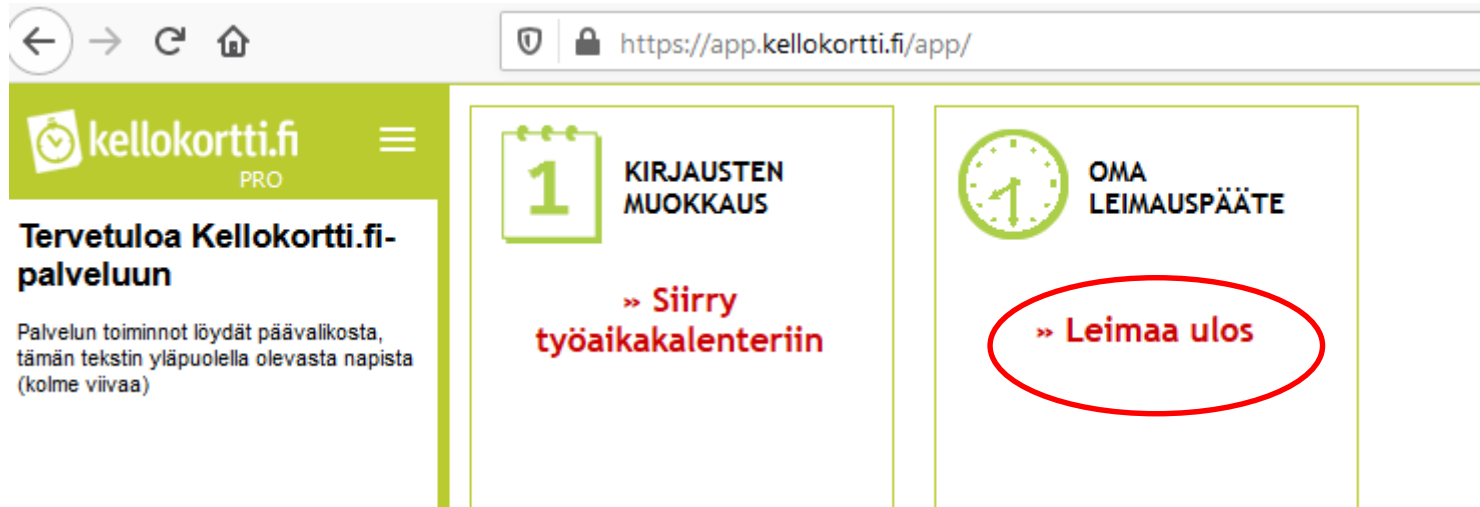 https://app.kellokortti.fi/app/
kellokortti.fi
PRO
Tervetuloa Kellokortti.fi-
palveluun
Palvelun toiminnot löydät päävalikosta,
tämän tekstin yläpuolella olevasta napista
(kolme viivaa)
1
KIRJAUSTEN
MUOKKAUS
» Siirry
työaikakalenteriin
OMA
LEIMAUSPÄÄTE
» Leimaa ulos